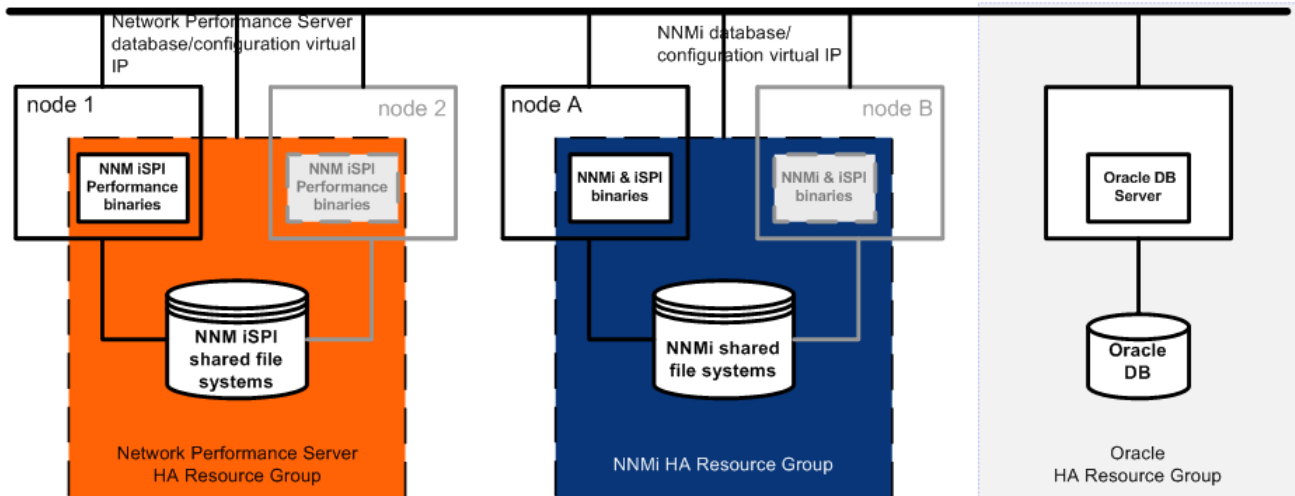 Network Performance Server
database/configuration virtual
IP
node 1
node 2
NNM iSPI
Performance
binaries
NNM iSPI
Performance
binaries
NNM iSPI
shared file
systems
Network Performance Server
HA Resource Group
NNMi database/
configuration virtual IP
node A
node B
NNMi & iSPI
binaries
NNMi & iSPI
binaries
NNMi shared
file systems
NNMi HA Resource Group
Oracle DB
Server
Oracle
DB
Oracle
HA Resource Group